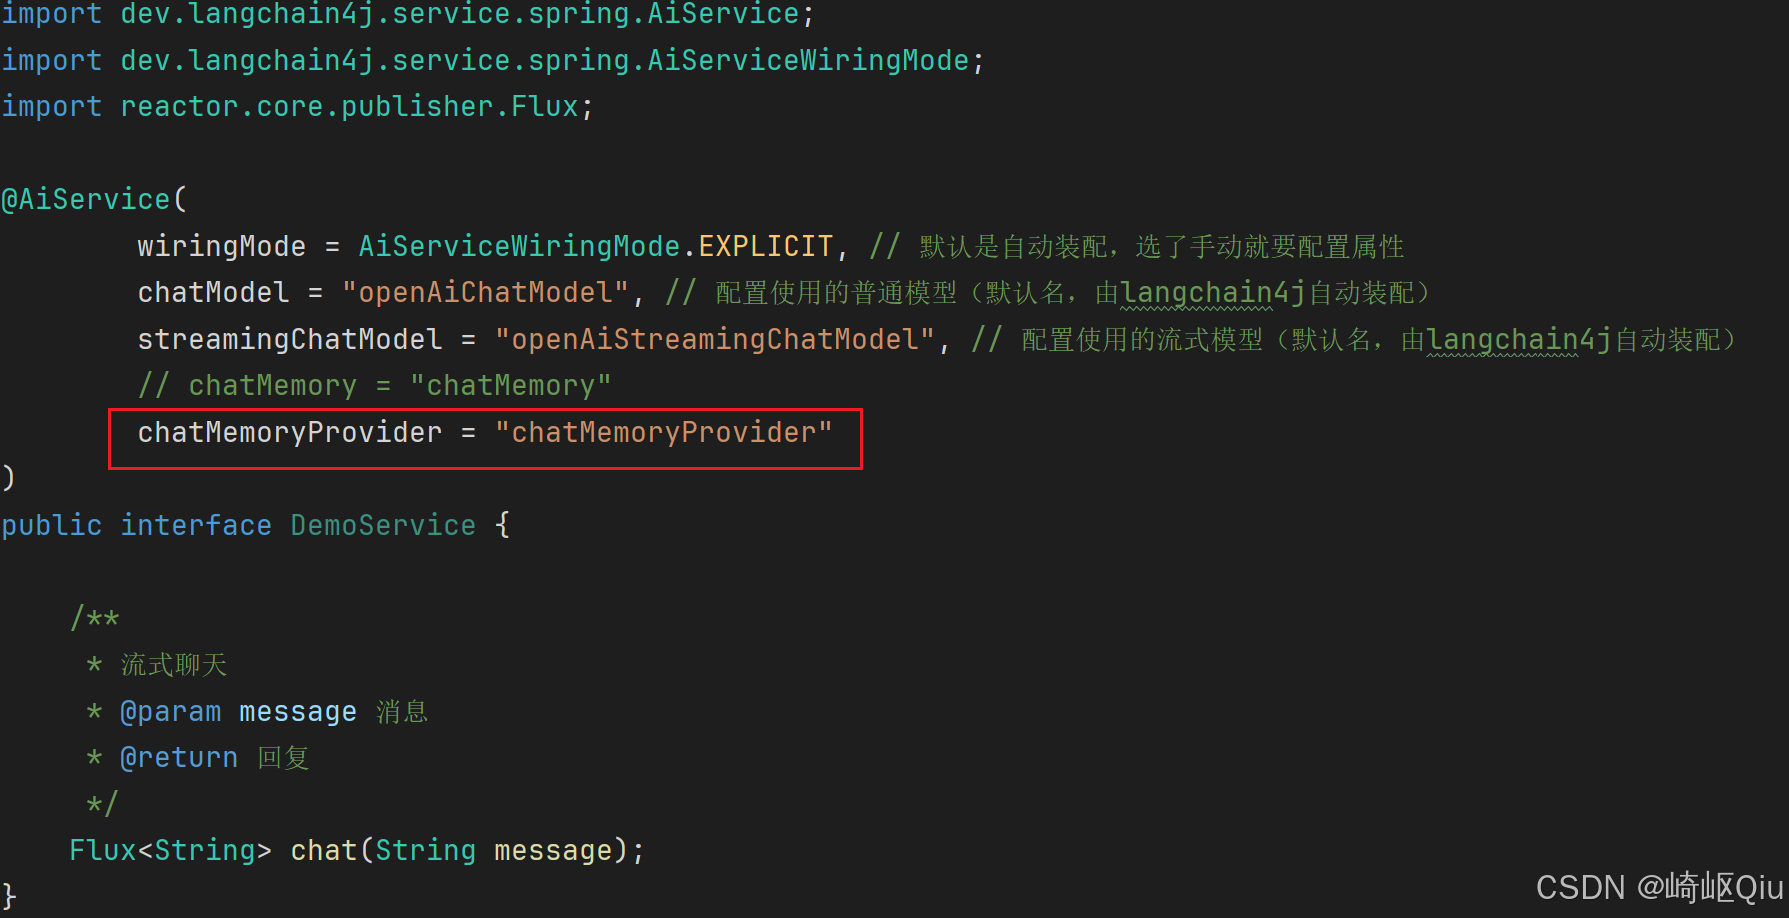 import dev.langchain4j.service.spring.AiService;
import dev.langchain4j.service.spring.AiServiceWiringMode;
import reactor.core.publisher.Flux;
@AiService(
wiringMode = AiServiceWiringMode.EXPLICIT, // 默认是自动装配，选了手动就要配置属性
chatModel = "openAiChatModel", // 配置使用的普通模型（默认名，由langchain4j自动装配）
streamingChatModel = "openAiStreamingChatModel", // 配置使用的流式模型（默认名，由langchain4j自动装配）
// chatMemory = "chatMemory"
chatMemoryProvider = "chatMemoryProvider"
)
public interface DemoService {
/**
* 流式聊天
* @param message 消息
* @return 回复
*/
Flux<String> chat(String message);
}
CSDN @崎岖Qiu